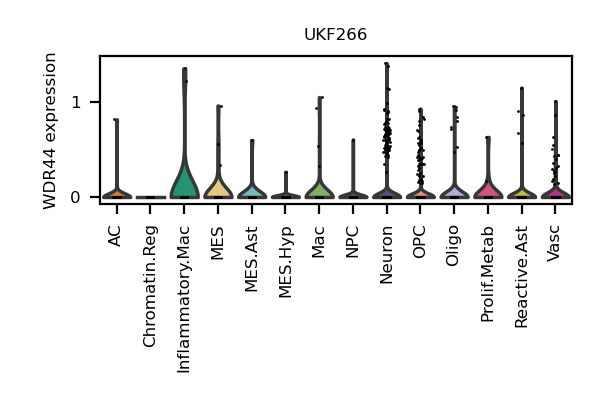 UKF266
WDR44 expression
1
0
AC
Chromatin.Reg
Inflammatory.Mac
MES
MES.Ast
MES.Hyp
Mac
NPC
Neuron
OPC
Oligo
Prolif.Metab
Reactive.Ast
Vasc